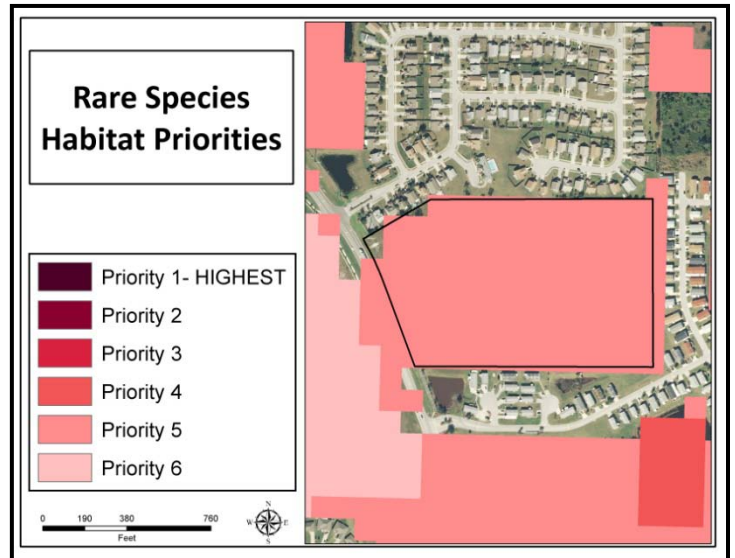 Rare Species
Habitat Priorities
Priority 1- HIGHEST
Priority 2
Priority 3
Priority 4
Priority 5
Priority 6
0 190 380 760
Feet
N
W E
S